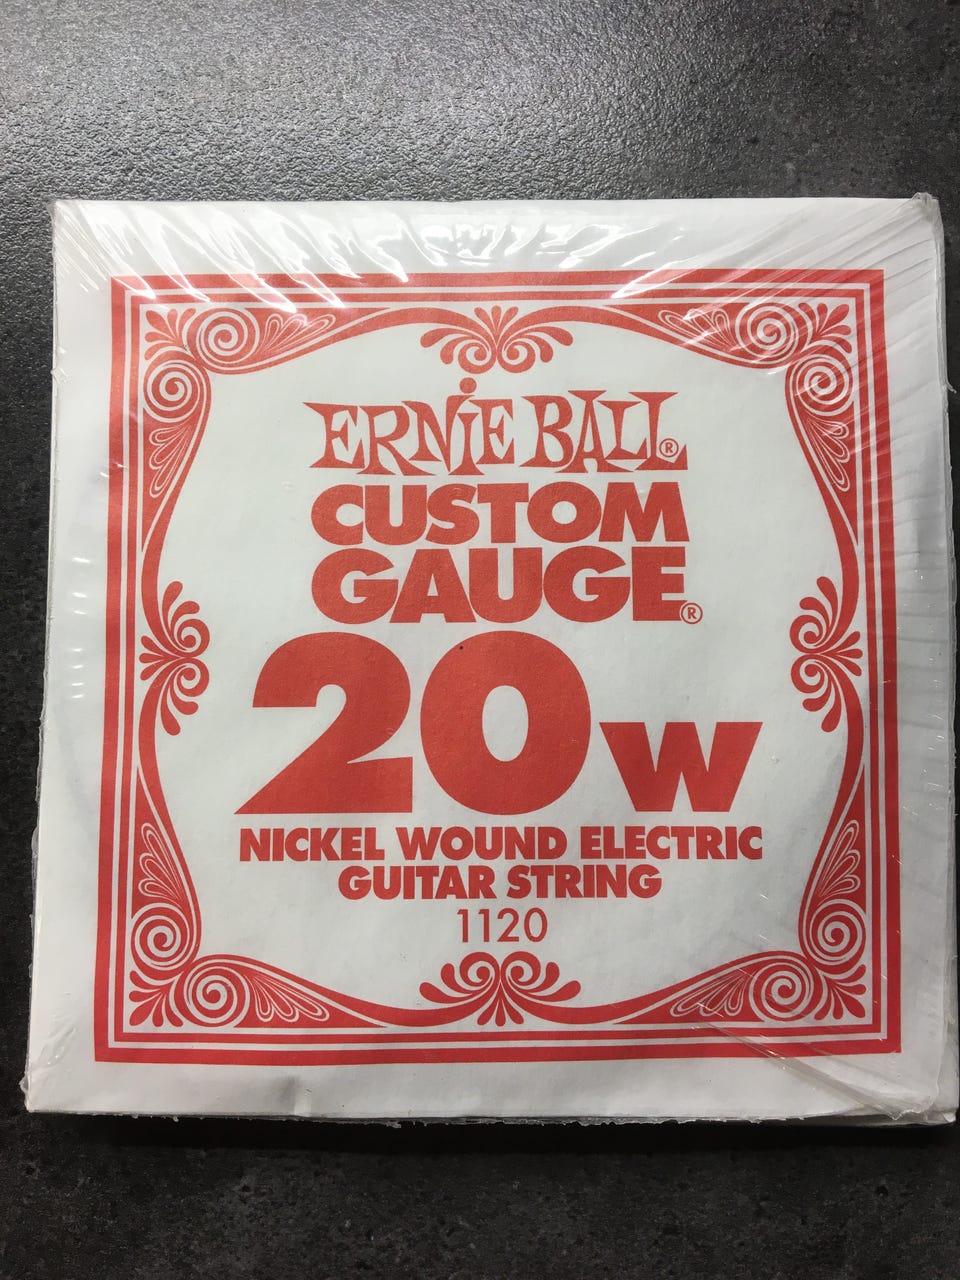 ERNiE BALL®
CUSTOM
GAUGE®
20w
NICKEL WOUND ELECTRIC
GUITAR STRING
1120